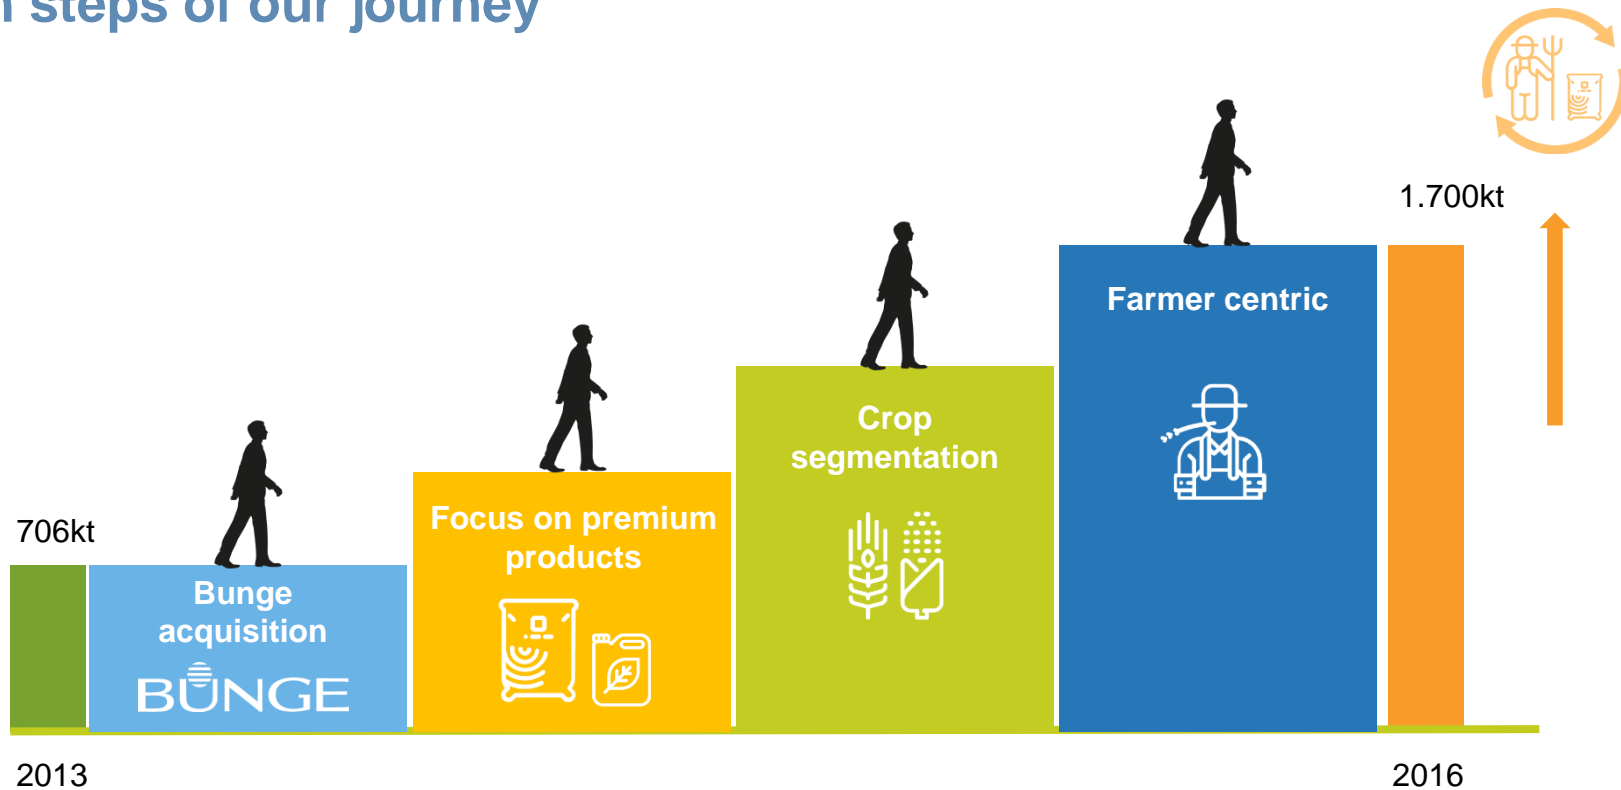 steps of our journey
1.700kt
Farmer centric
Crop
segmentation
Focus on premium
products
706kt
Bunge
acquisition
BUNGE
2013
2016